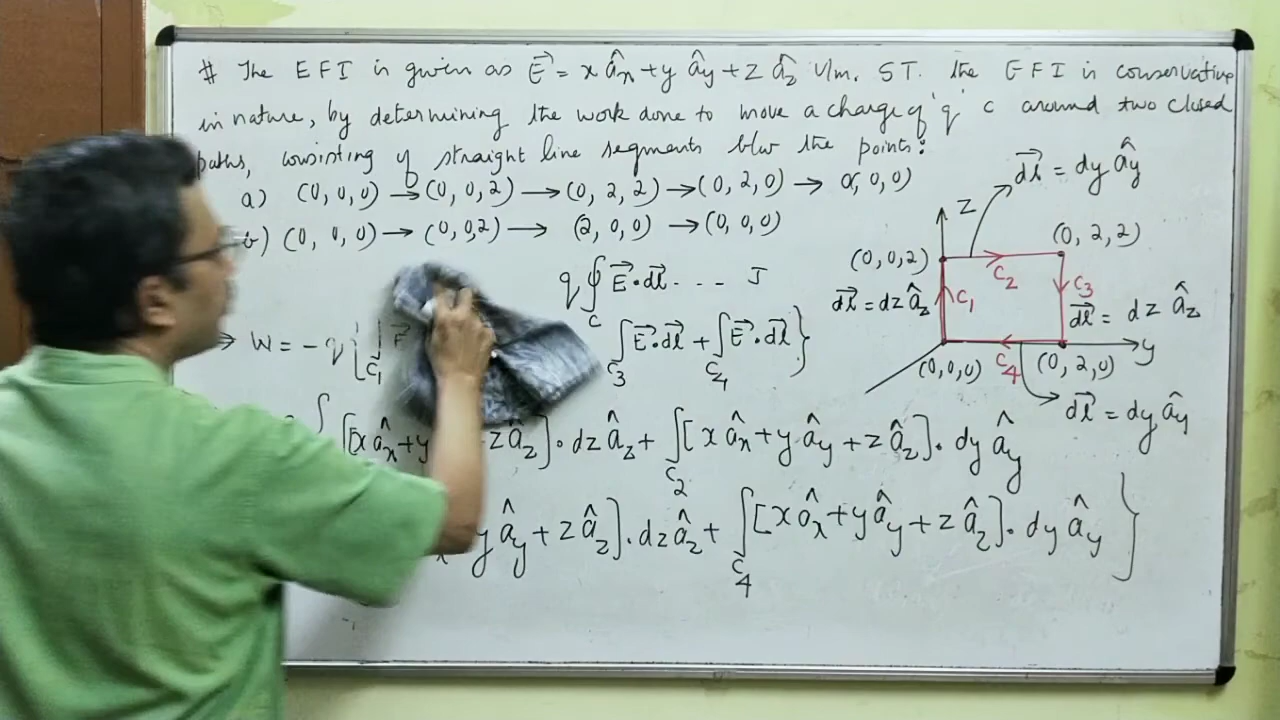 # The EFI is given as E⃗ = x âx + y ây + z âz V/m. ST. the EFI is conservative
in nature, by determining the work done to move a charge of 'q' C around two closed
paths, consisting of straight line segments b/w the points:
a) (0, 0, 0) → (0, 0, 2) → (0, 2, 2) → (0, 2, 0) → (0, 0, 0)
b) (0, 0, 0) → (0, 0, 2) → (2, 0, 0) → (0, 0, 0)
q ∮C E⃗ · dl⃗ - - - J
→ W = - q { ∫C1 E⃗ ∫C3 E⃗ · dl⃗ + ∫C4 E⃗ · dl⃗ }
∫ [x âx + y z âz] · dz âz + ∫C2 [x âx + y ây + z âz] · dy ây
x y ây + z âz] · dz âz + ∫C4 [x âx + y ây + z âz] · dy ây }
dl⃗ = dy ây
z
(0, 0, 2)
(0, 2, 2)
C2
dl⃗ = dz âz
C1
C3
dl⃗ = dz âz
y
(0, 0, 0)
C4
(0, 2, 0)
dl⃗ = dy ây